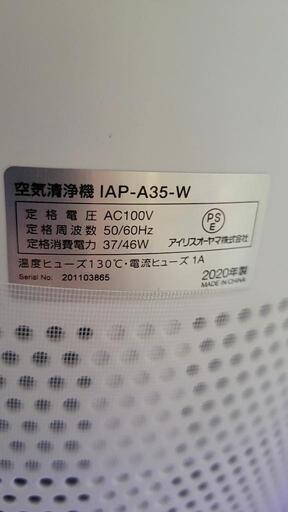 空気清浄機 IAP-A35-W
定格電圧 AC100V
定格周波数 50/60Hz
定格消費電力 37/46W
PSE
アイリスオーヤマ株式会社
温度ヒューズ130℃・電流ヒューズ1A
Serial No: 201103865
2020年製
MADE IN CHINA